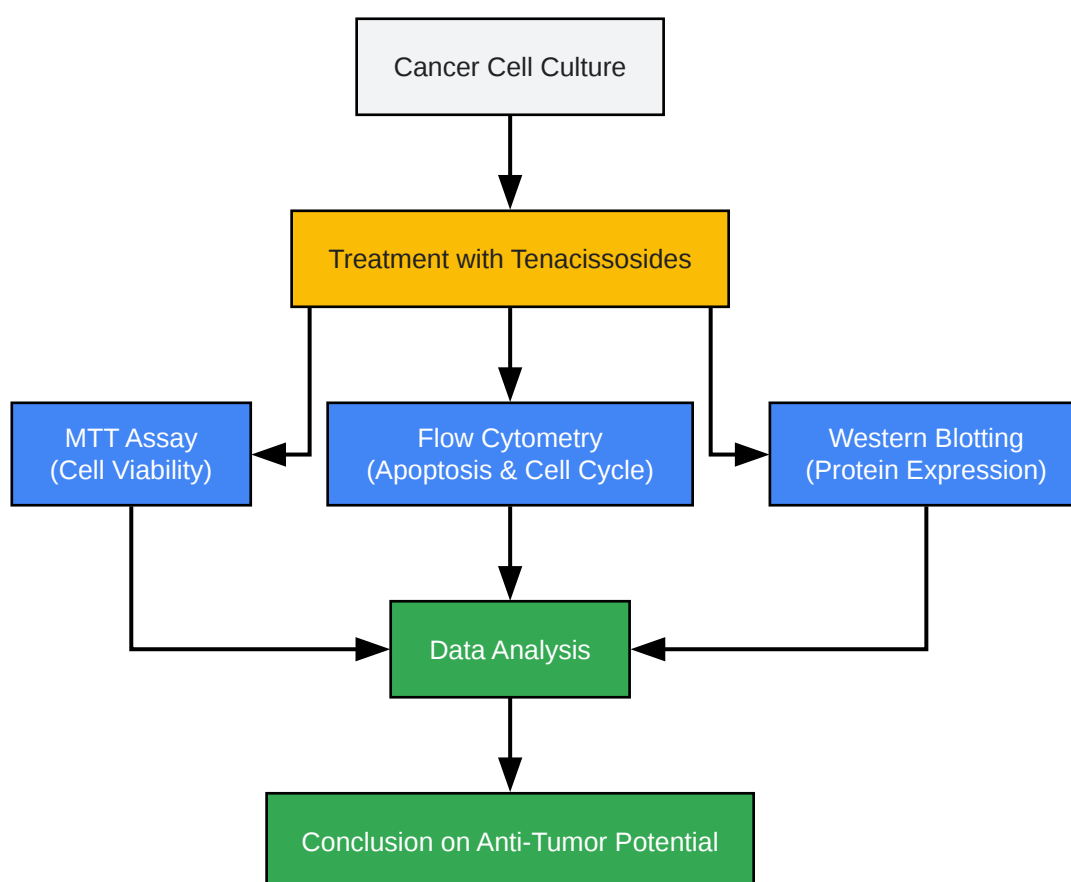 Cancer Cell Culture
Treatment with Tenacissosides
MTT Assay
(Cell Viability)
Flow Cytometry
(Apoptosis & Cell Cycle)
Western Blotting
(Protein Expression)
Data Analysis
Conclusion on Anti-Tumor Potential